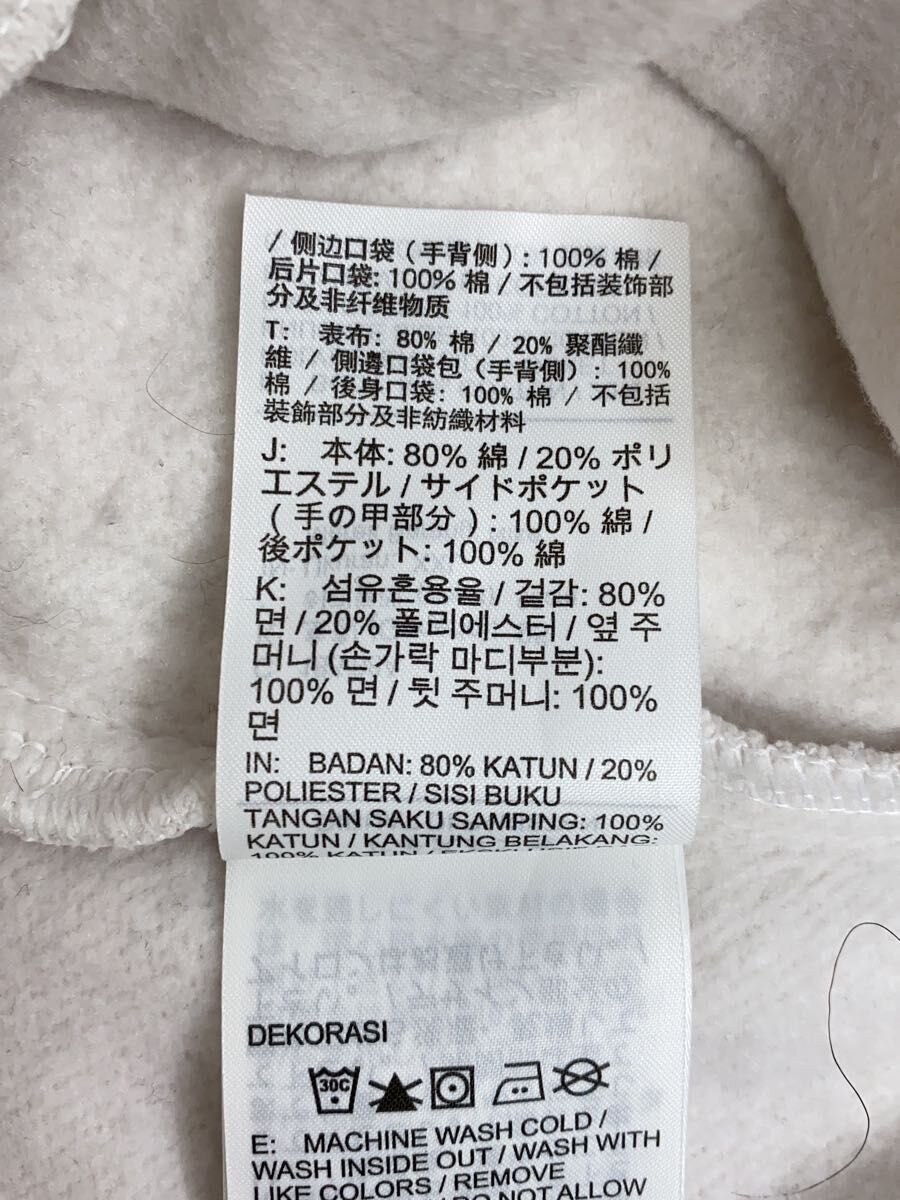 / 侧边口袋 (手背侧) : 100% 棉 /
后片口袋: 100% 棉 / 不包括装饰部
分及非纤维物质
T: 表布: 80% 棉 / 20% 聚酯纖
維 / 側邊口袋包 (手背側) : 100%
棉 / 後身口袋: 100% 棉 / 不包括
裝飾部分及非紡織材料
J: 本体: 80% 綿 / 20% ポリ
エステル / サイドポケット
( 手の甲部分 ) : 100% 綿 /
後ポケット: 100% 綿
K: 섬유혼용율 / 겉감: 80%
면 / 20% 폴리에스터 / 옆 주
머니 (손가락 마디부분):
100% 면 / 뒷 주머니: 100%
면
IN: BADAN: 80% KATUN / 20%
POLIESTER / SISI BUKU
TANGAN SAKU SAMPING: 100%
KATUN / KANTUNG BELAKANG:
100% KATUN /
DEKORASI
30C
E: MACHINE WASH COLD /
WASH INSIDE OUT / WASH WITH
LIKE COLORS / REMOVE
/ DO NOT ALLOW